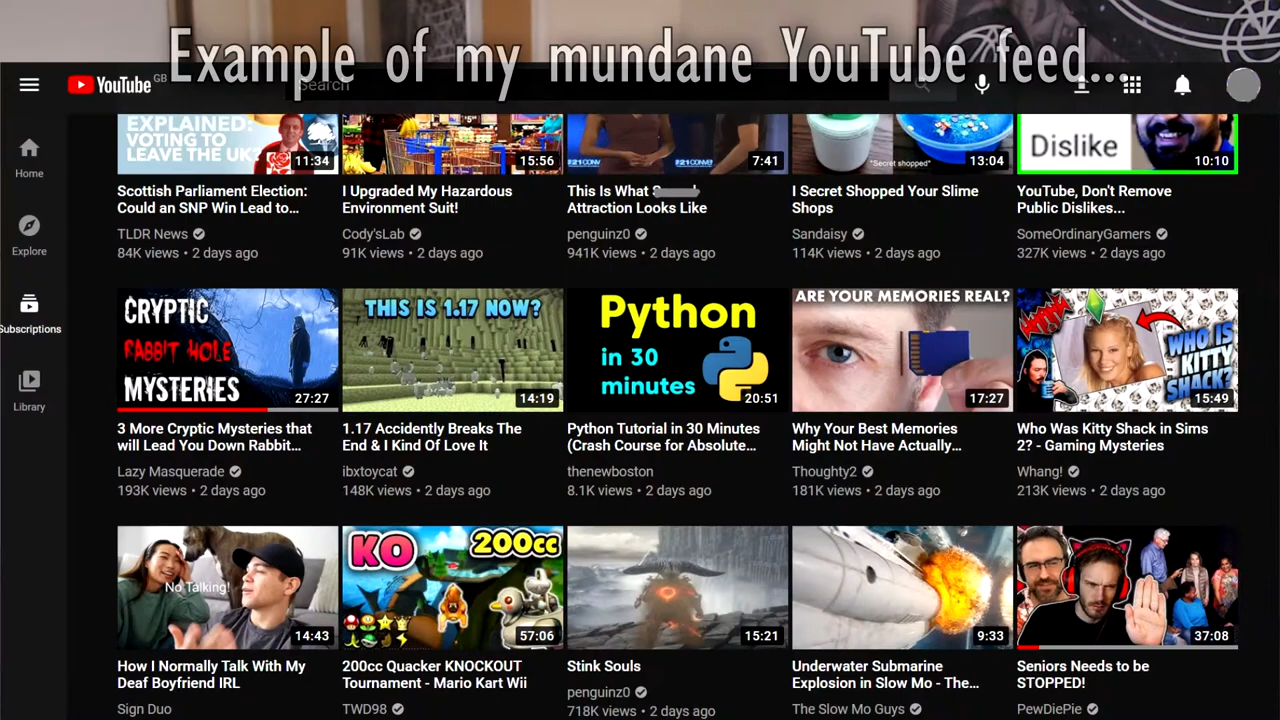 Example of my mundane YouTube feed...
YouTube GB
Search
Home
Explore
Subscriptions
Library
EXPLAINED:
VOTING TO
LEAVE THE UK?
11:34
Scottish Parliament Election:
Could an SNP Win Lead to...
TLDR News
84K views • 2 days ago
15:56
I Upgraded My Hazardous
Environment Suit!
Cody'sLab
91K views • 2 days ago
7:41
This Is What
Attraction Looks Like
penguinz0
941K views • 2 days ago
*Secret shopped*
13:04
I Secret Shopped Your Slime
Shops
Sandaisy
114K views • 2 days ago
Dislike
10:10
YouTube, Don't Remove
Public Dislikes...
SomeOrdinaryGamers
327K views • 2 days ago
CRYPTIC
RABBIT HOLE
MYSTERIES
27:27
3 More Cryptic Mysteries that
will Lead You Down Rabbit...
Lazy Masquerade
193K views • 2 days ago
THIS IS 1.17 NOW?
14:19
1.17 Accidently Breaks The
End & I Kind Of Love It
ibxtoycat
148K views • 2 days ago
Python
in 30
minutes
20:51
Python Tutorial in 30 Minutes
(Crash Course for Absolute...
thenewboston
8.1K views • 2 days ago
ARE YOUR MEMORIES REAL?
17:27
Why Your Best Memories
Might Not Have Actually...
Thoughty2
181K views • 2 days ago
WHO IS
KITTY
SHACK?
15:49
Who Was Kitty Shack in Sims
2? - Gaming Mysteries
Whang!
213K views • 2 days ago
No Talking!
14:43
How I Normally Talk With My
Deaf Boyfriend IRL
Sign Duo
KO
200cc
57:06
200cc Quacker KNOCKOUT
Tournament - Mario Kart Wii
TWD98
15:21
Stink Souls
penguinz0
718K views • 2 days ago
9:33
Underwater Submarine
Explosion in Slow Mo - The...
The Slow Mo Guys
37:08
Seniors Needs to be
STOPPED!
PewDiePie